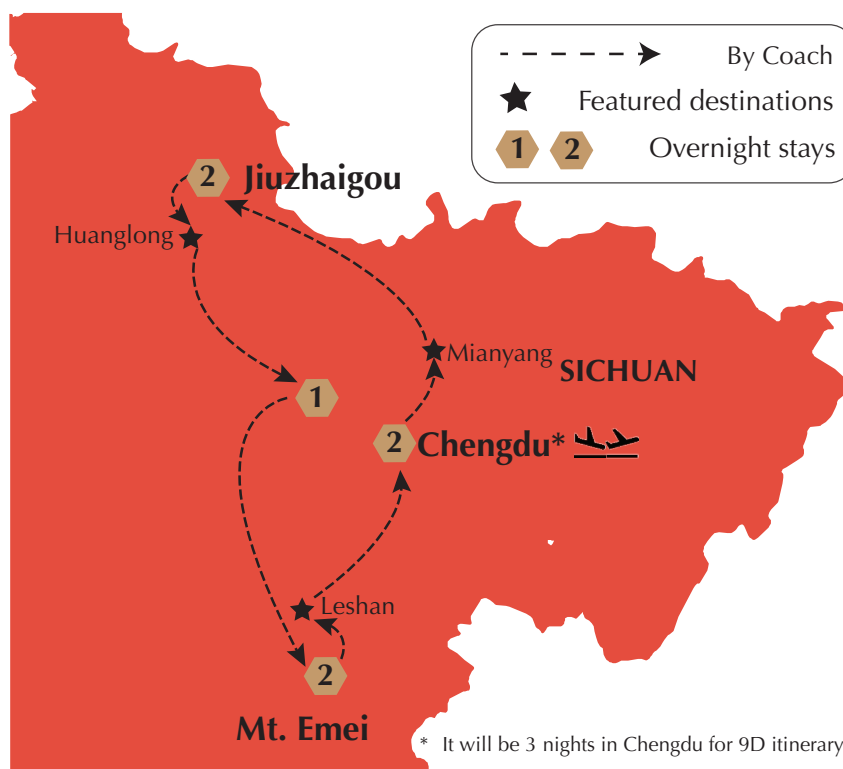 By Coach
Featured destinations
1 2 Overnight stays
2 Jiuzhaigou
Huanglong
Mianyang
SICHUAN
1
2 Chengdu*
Leshan
2
Mt. Emei
* It will be 3 nights in Chengdu for 9D itinerary